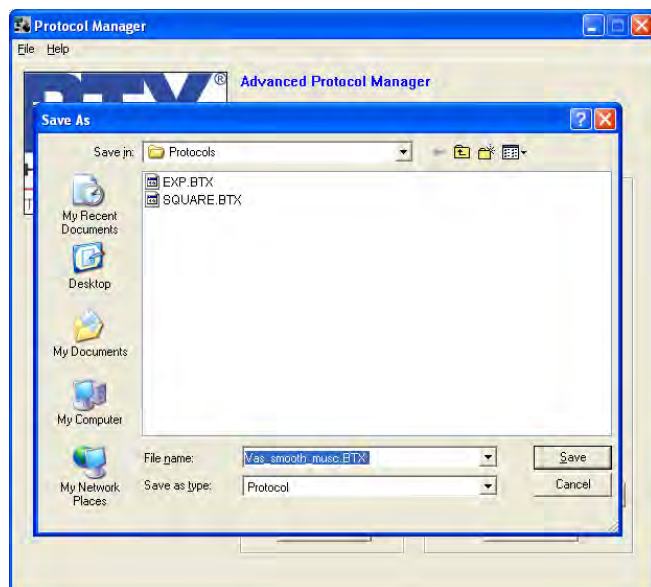 Protocol Manager
File Help
BTX®
Advanced Protocol Manager
Save As
Save in: Protocols
EXP.BTX
SQUARE.BTX
My Recent
Documents
Desktop
My Documents
My Computer
My Network
Places
File name: Vas_smooth_musc.BTX
Save
Save as type: Protocol
Cancel